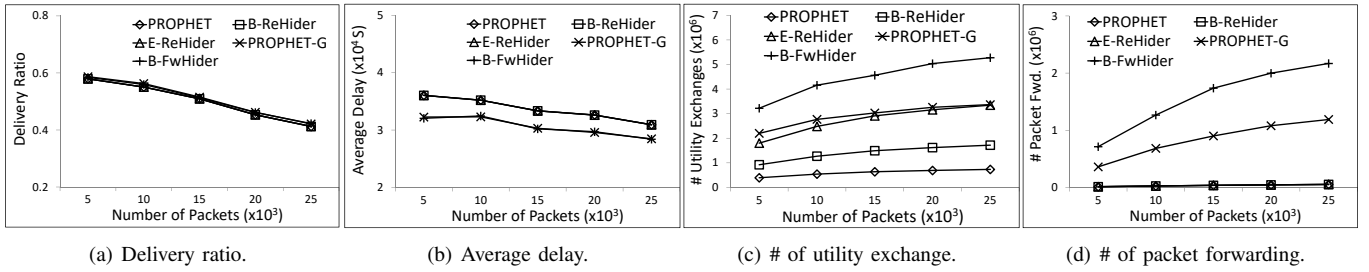 PROPHET B-ReHider
E-ReHider PROPHET-G
B-FwHider
Delivery Ratio
0.8
0.6
0.4
0.2
5 10 15 20 25
Number of Packets (x10³)
(a) Delivery ratio.
PROPHET B-ReHider
E-ReHider PROPHET-G
B-FwHider
Average Delay (x10⁴ S)
5
4
3
2
5 10 15 20 25
Number of Packets (x10³)
(b) Average delay.
PROPHET B-ReHider
E-ReHider PROPHET-G
B-FwHider
# Utility Exchanges (x10⁶)
7
6
5
4
3
2
1
0
5 10 15 20 25
Number of Packets (x10³)
(c) # of utility exchange.
PROPHET B-ReHider
E-ReHider PROPHET-G
B-FwHider
# Packet Fwd. (x10⁶)
3
2
1
0
5 10 15 20 25
Number of Packets (x10³)
(d) # of packet forwarding.